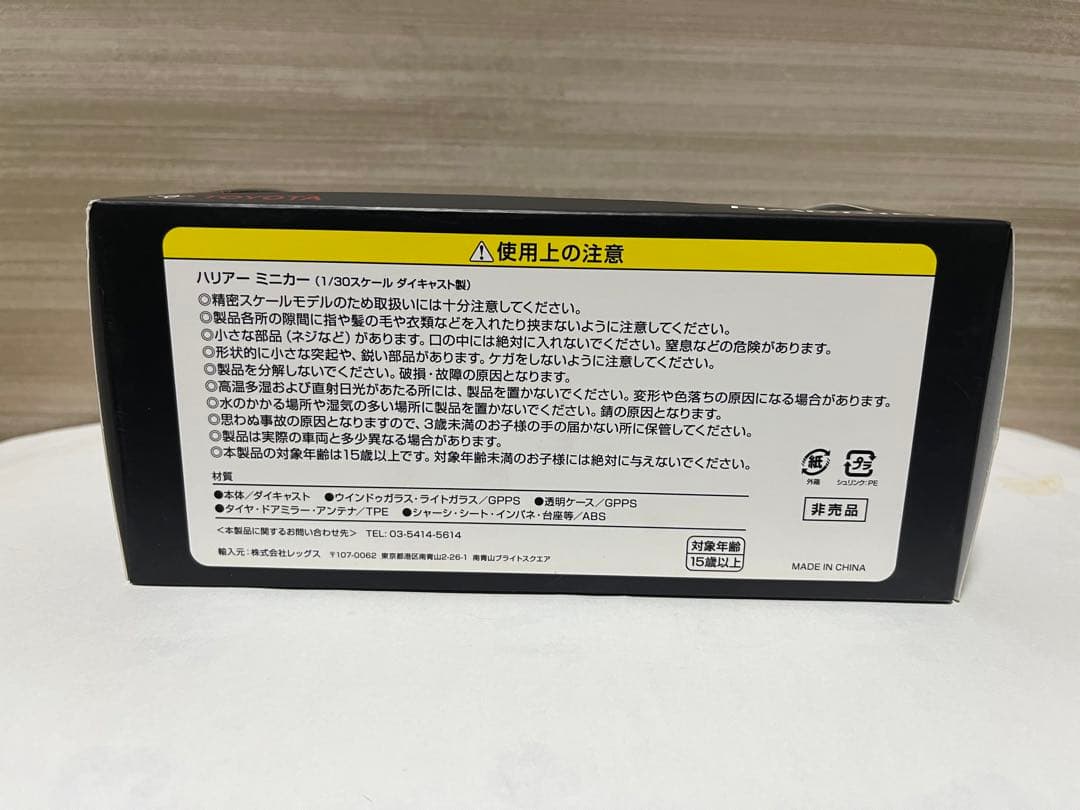 TOYOTA
使用上の注意
ハリアー ミニカー（1/30スケール ダイキャスト製）
◎精密スケールモデルのため取扱いには十分注意してください。
◎製品各所の隙間に指や髪の毛や衣類などを入れたり挟まないように注意してください。
◎小さな部品（ネジなど）があります。口の中には絶対に入れないでください。窒息などの危険があります。
◎形状的に小さな突起や、鋭い部品があります。ケガをしないように注意してください。
◎製品を分解しないでください。破損・故障の原因となります。
◎高温多湿および直射日光があたる所には、製品を置かないでください。変形や色落ちの原因になる場合があります。
◎水のかかる場所や湿気の多い場所に製品を置かないでください。錆の原因となります。
◎思わぬ事故の原因となりますので、3歳未満のお子様の手の届かない所に保管してください。
◎製品は実際の車両と多少異なる場合があります。
◎本製品の対象年齢は15歳以上です。対象年齢未満のお子様には絶対に与えないでください。
紙
外箱
プラ
シュリンク:PE
材質
●本体／ダイキャスト ●ウインドゥガラス・ライトガラス／GPPS ●透明ケース／GPPS
●タイヤ・ドアミラー・アンテナ／TPE ●シャーシ・シート・インパネ・台座等／ABS
非売品
＜本製品に関するお問い合わせ先＞ TEL: 03-5414-5614
輸入元：株式会社レッグス 〒107-0062 東京都港区南青山2-26-1 南青山ブライトスクエア
対象年齢
15歳以上
MADE IN CHINA